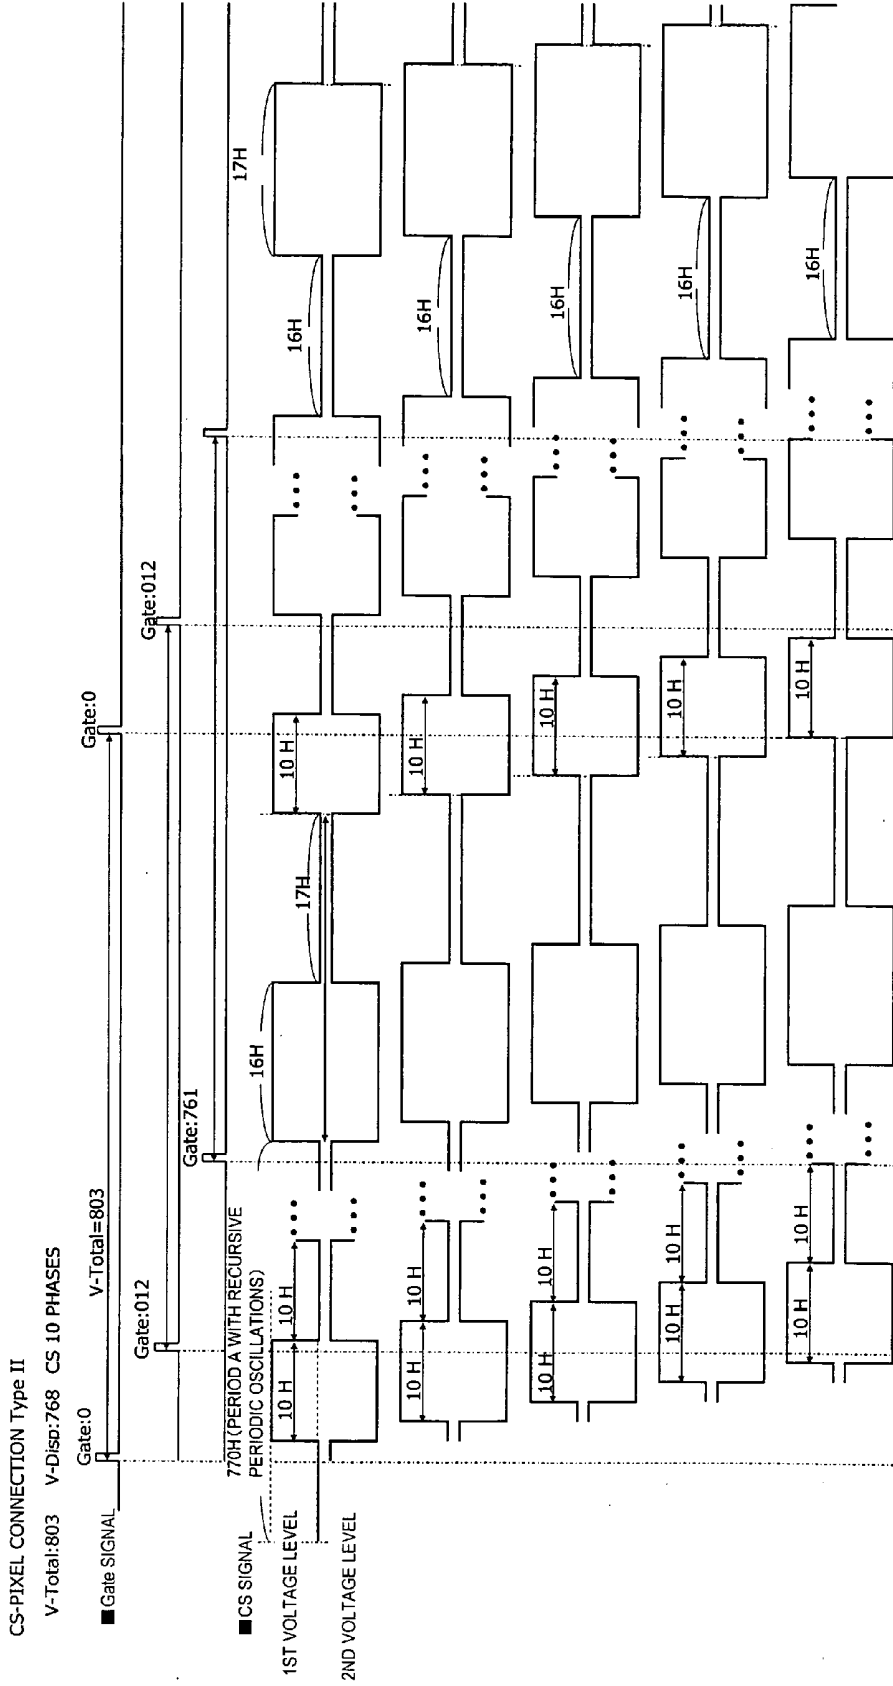 CS-PIXEL CONNECTION Type II
V-Total:803 V-Disp:768 CS 10 PHASES
■Gate SIGNAL
Gate:0
V-Total=803
Gate:0
Gate:012
Gate:012
Gate:761
■CS SIGNAL
770H (PERIOD A WITH RECURSIVE
PERIODIC OSCILLATIONS)
1ST VOLTAGE LEVEL
2ND VOLTAGE LEVEL
10 H
10 H
16H
17H
10 H
16H
17H
10 H
10 H
10 H
16H
10 H
10 H
10 H
16H
10 H
10 H
10 H
16H
10 H
10 H
10 H
16H